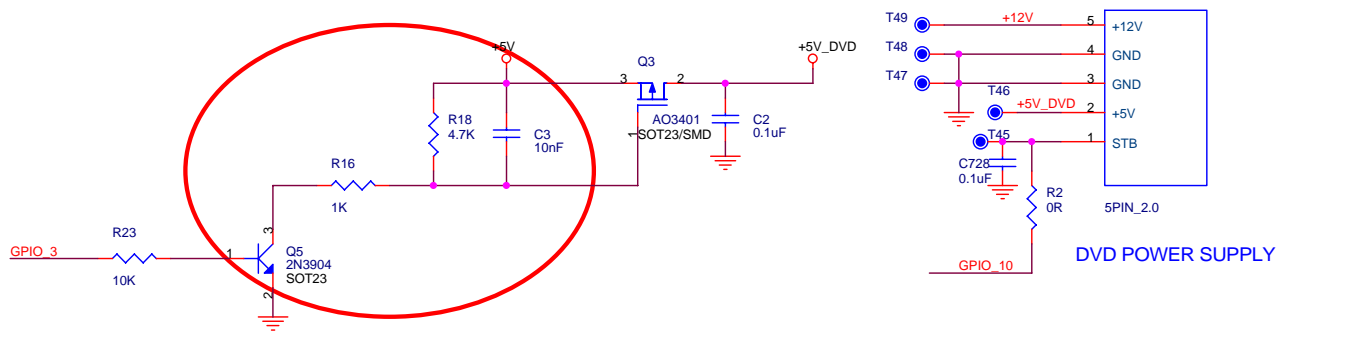 +5V
Q3
+5V_DVD
3
2
R18
4.7K
C3
10nF
1
AO3401
SOT23/SMD
C2
0.1uF
R16
1K
R23
GPIO_3
10K
1
3
Q5
2N3904
SOT23
2
T49
+12V
5
+12V
T48
4
GND
T47
3
GND
T46
+5V_DVD
2
+5V
T45
1
STB
C728
0.1uF
R2
0R
5PIN_2.0
GPIO_10
DVD POWER SUPPLY